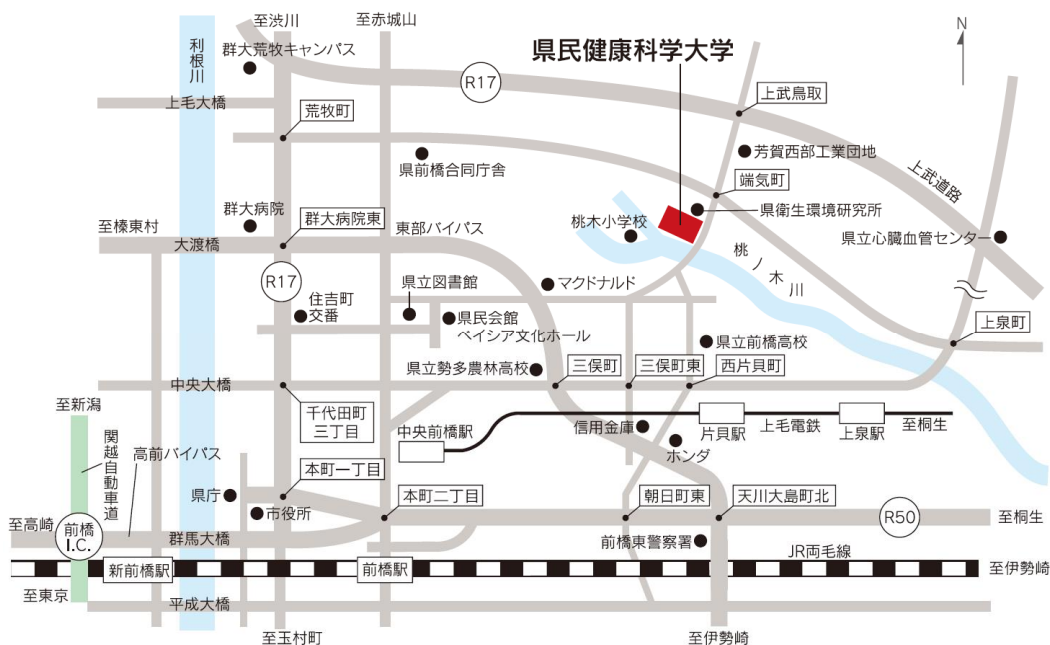 至渋川
至赤城山
N
利根川
群大荒牧キャンパス
県民健康科学大学
R17
上毛大橋
荒牧町
上武鳥取
県前橋合同庁舎
芳賀西部工業団地
上武道路
端気町
群大病院
群大病院東
県衛生環境研究所
桃木小学校
至榛東村
東部バイパス
大渡橋
県立心臓血管センター
桃ノ木川
R17
県立図書館
マクドナルド
住吉町
交番
県民会館
ベイシア文化ホール
上泉町
県立前橋高校
県立勢多農林高校
三俣町
三俣町東
西片貝町
中央大橋
至新潟
千代田町
三丁目
関越自動車道
中央前橋駅
信用金庫
片貝駅
上毛電鉄
上泉駅
至桐生
高前バイパス
ホンダ
本町一丁目
県庁
本町二丁目
朝日町東
天川大島町北
市役所
至高崎
前橋
I.C.
群馬大橋
R50
至桐生
前橋東警察署
JR両毛線
新前橋駅
前橋駅
至伊勢崎
至東京
平成大橋
至玉村町
至伊勢崎